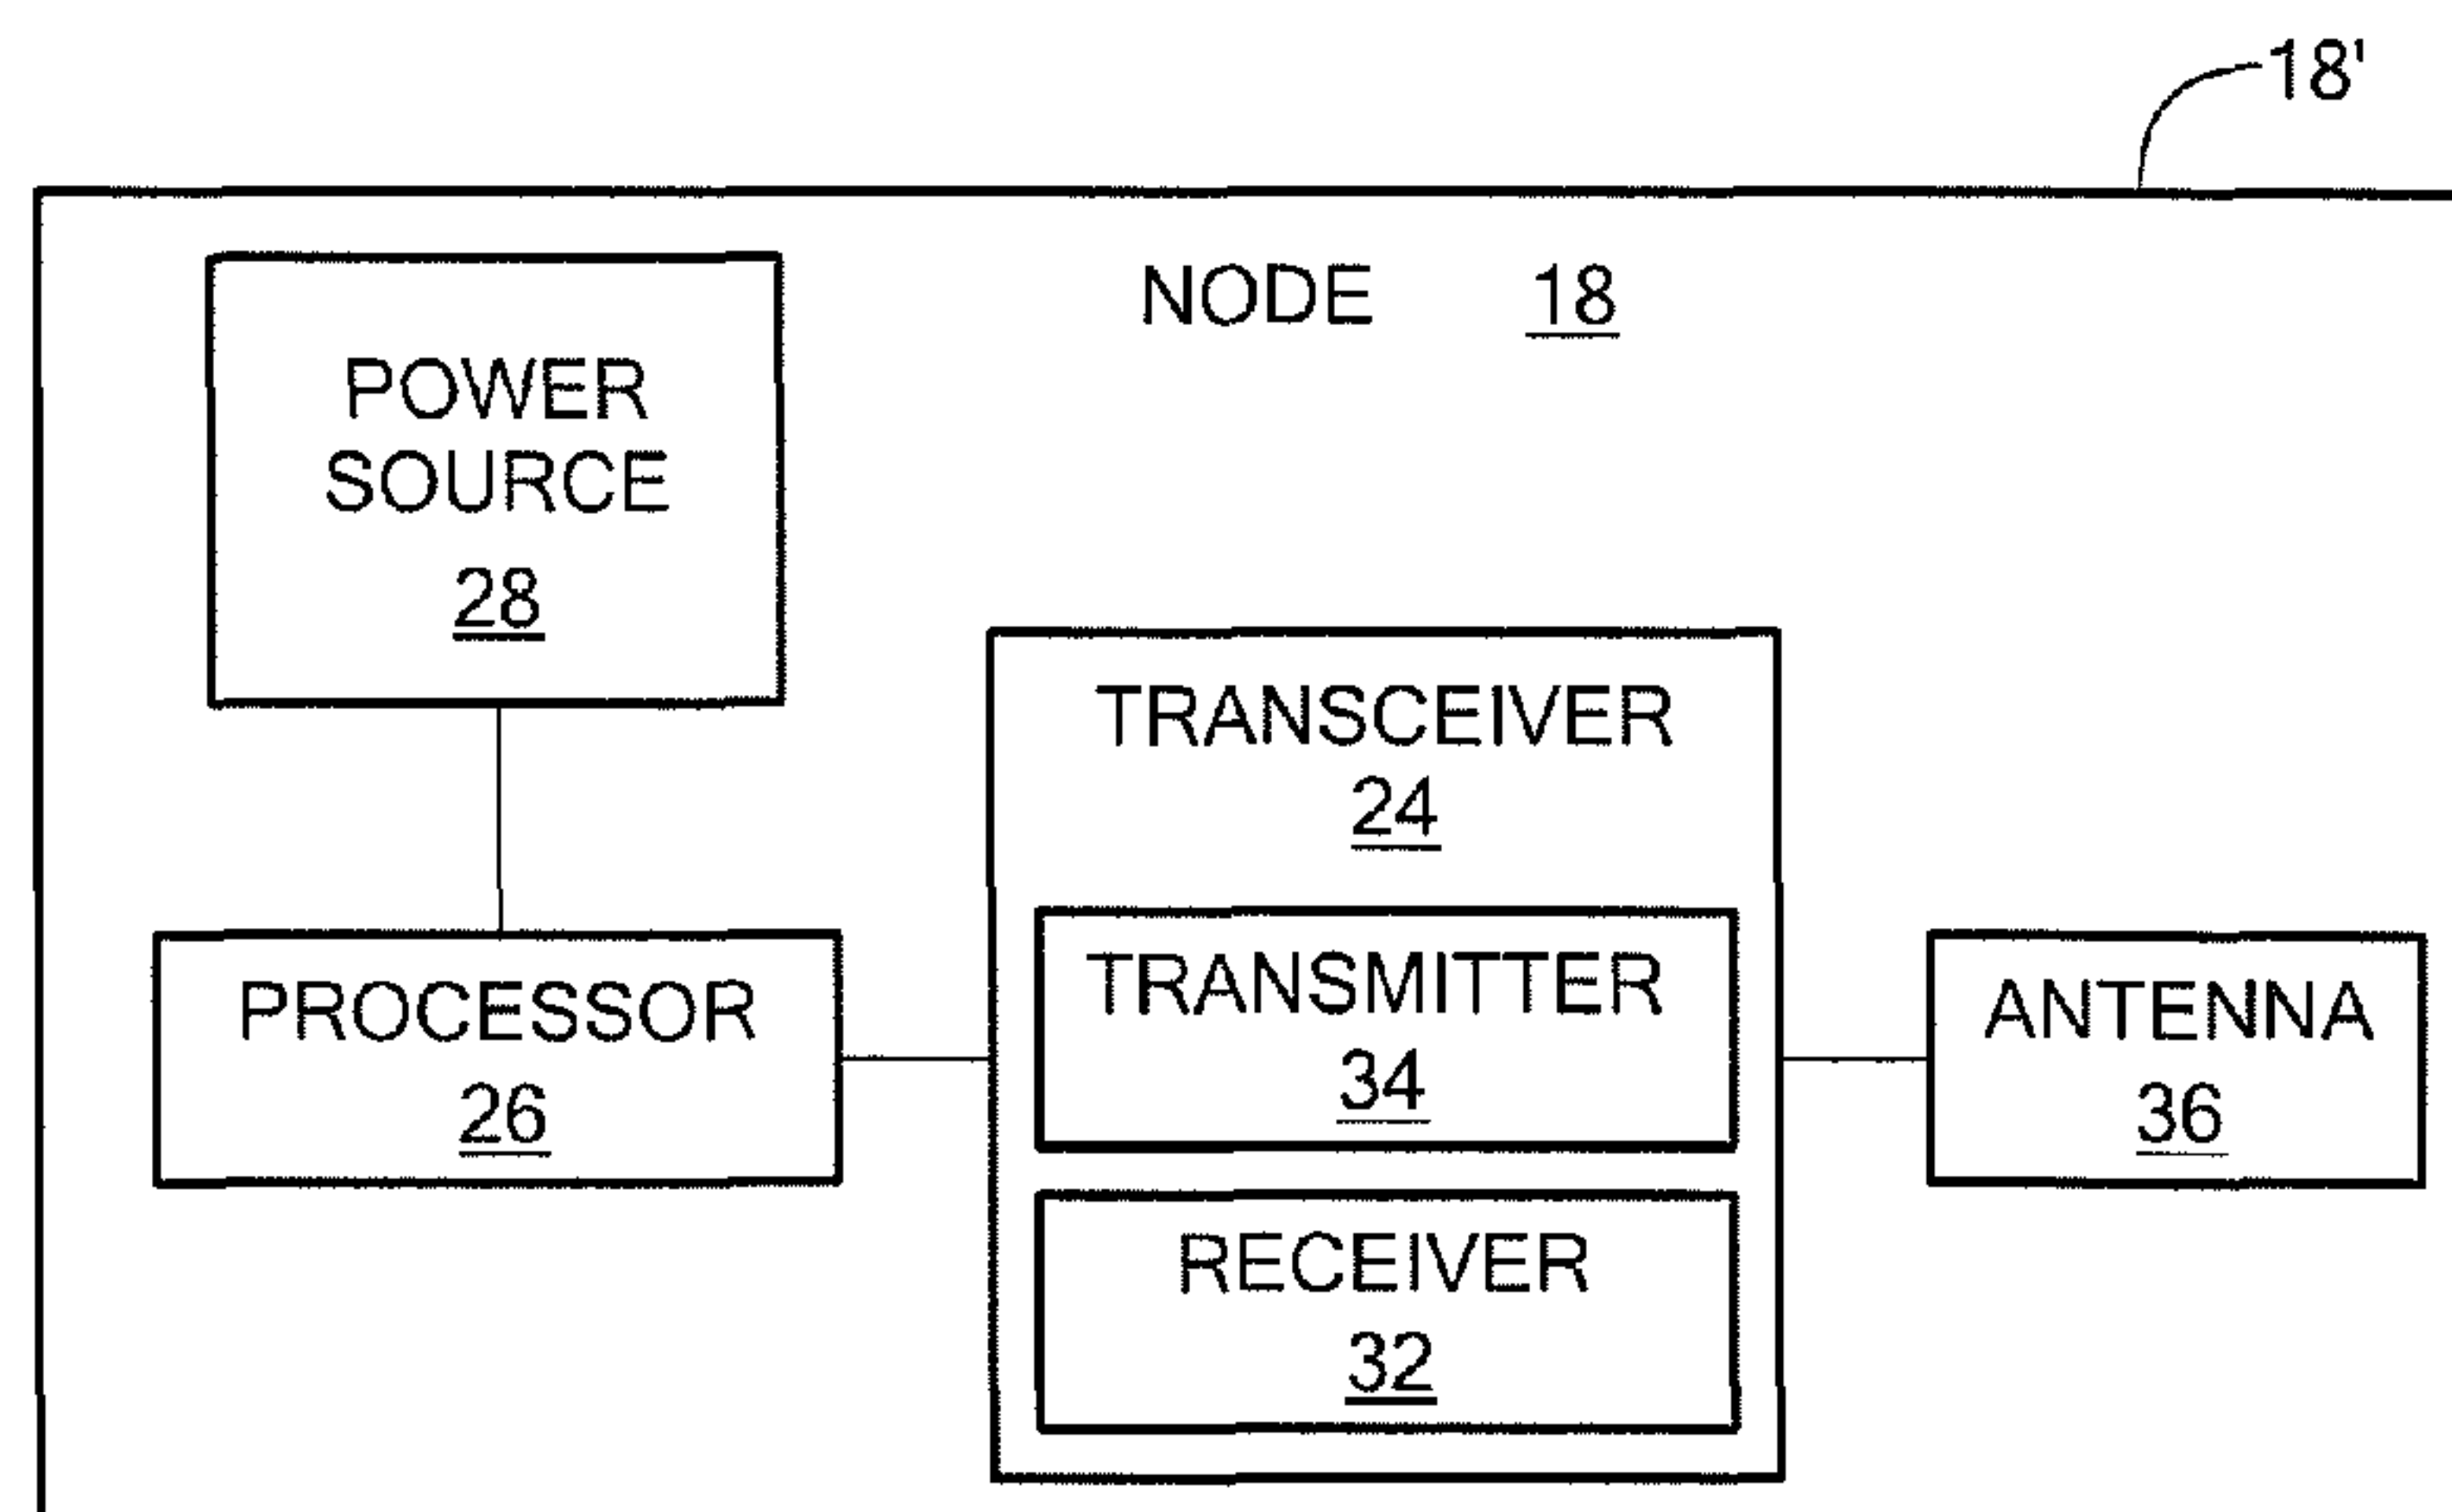 18'
NODE 18
POWER
SOURCE
28
TRANSCEIVER
24
TRANSMITTER
34
PROCESSOR
26
ANTENNA
36
RECEIVER
32